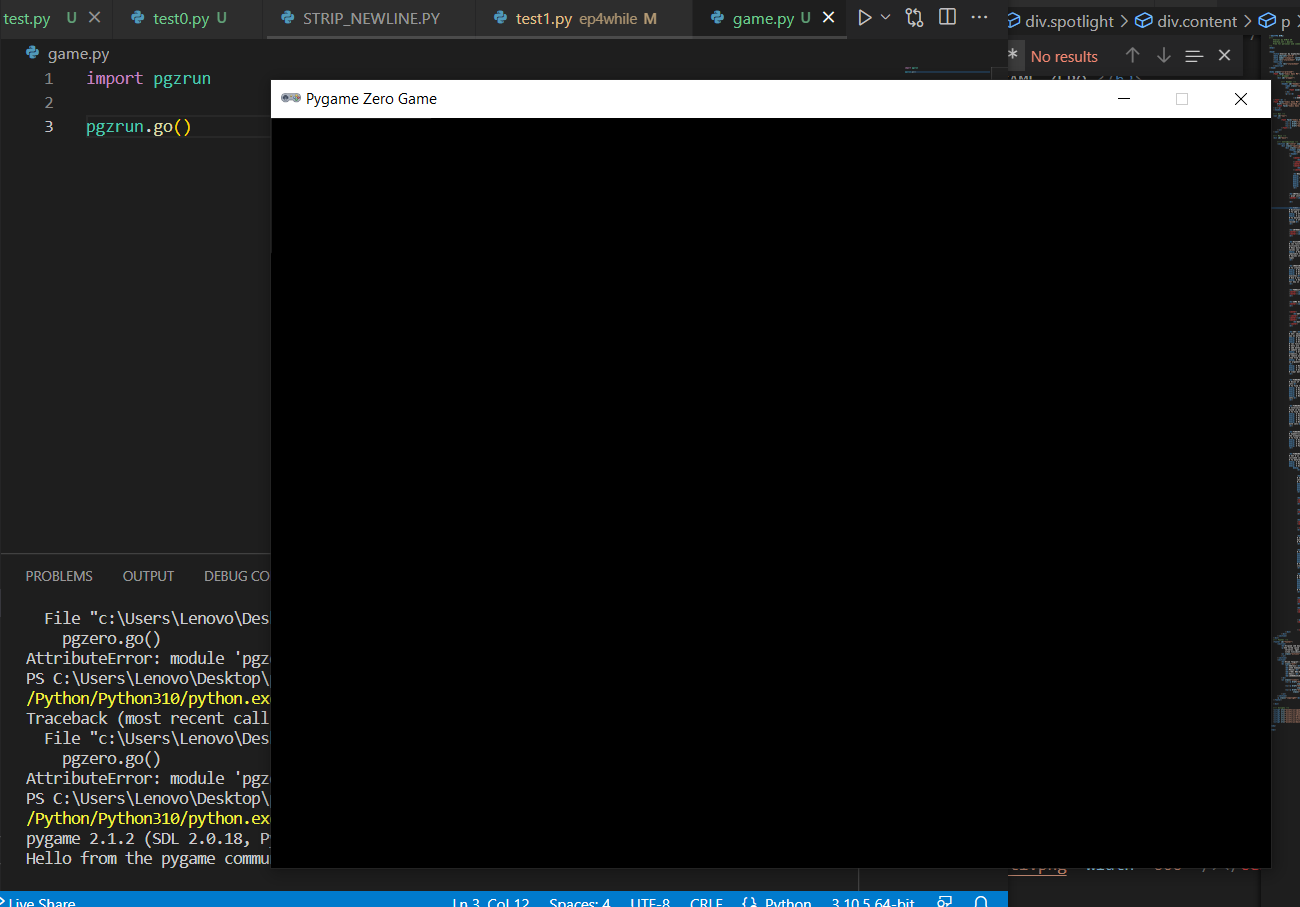 test.py U
test0.py U
STRIP_NEWLINE.PY
test1.py ep4while M
game.py U
div.spotlight > div.content > p
game.py
* No results
1 import pgzrun
2
3 pgzrun.go()
Pygame Zero Game
PROBLEMS OUTPUT DEBUG CO
File "c:\Users\Lenovo\Des
pgzero.go()
AttributeError: module 'pgz
PS C:\Users\Lenovo\Desktop\
/Python/Python310/python.ex
Traceback (most recent call
File "c:\Users\Lenovo\Des
pgzero.go()
AttributeError: module 'pgz
PS C:\Users\Lenovo\Desktop\
/Python/Python310/python.ex
pygame 2.1.2 (SDL 2.0.18, P
Hello from the pygame commu
Live Share
Ln 3, Col 12 Spaces: 4 UTF-8 CRLF {} Python 3.10.5 64-bit